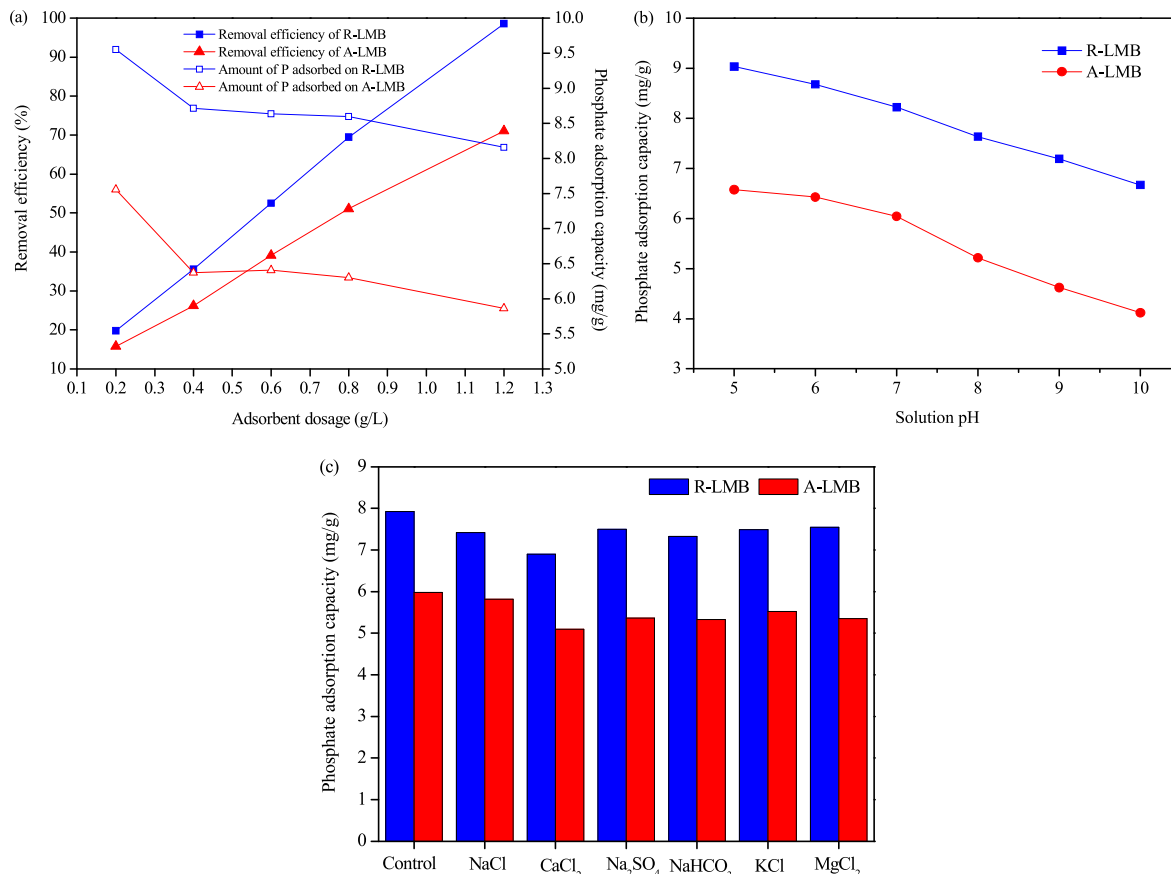 (a)
Removal efficiency of R-LMB
Removal efficiency of A-LMB
Amount of P adsorbed on R-LMB
Amount of P adsorbed on A-LMB
100
90
80
70
60
50
40
30
20
10
Removal efficiency (%)
10.0
9.5
9.0
8.5
8.0
7.5
7.0
6.5
6.0
5.5
5.0
Phosphate adsorption capacity (mg/g)
0.1 0.2 0.3 0.4 0.5 0.6 0.7 0.8 0.9 1.0 1.1 1.2 1.3
Adsorbent dosage (g/L)
(b)
R-LMB
A-LMB
10
9
8
7
6
5
4
3
Phosphate adsorption capacity (mg/g)
5 6 7 8 9 10
Solution pH
(c)
R-LMB A-LMB
9
8
7
6
5
4
3
2
1
0
Phosphate adsorption capacity (mg/g)
Control NaCl CaCl₂ Na₂SO₄ NaHCO₃ KCl MgCl₂